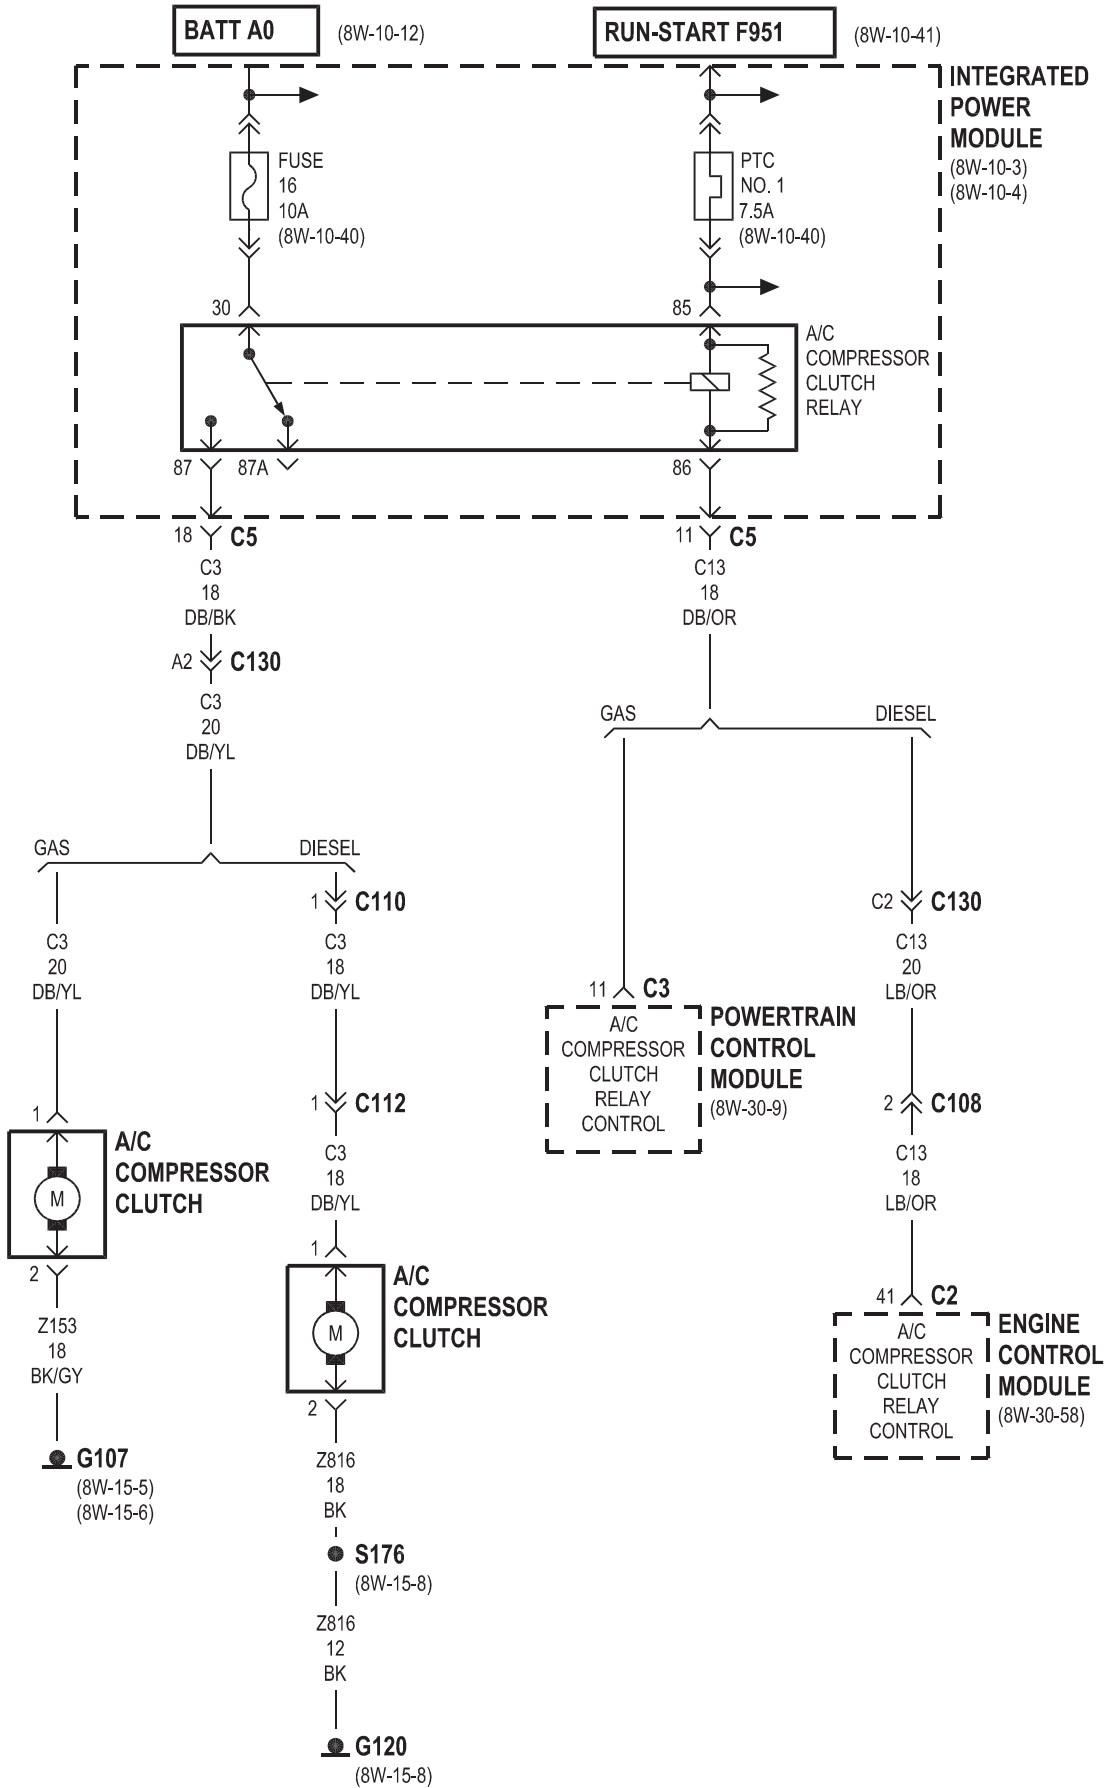 BATT A0
(8W-10-12)
RUN-START F951
(8W-10-41)
INTEGRATED
POWER
MODULE
(8W-10-3)
(8W-10-4)
FUSE
16
10A
(8W-10-40)
PTC
NO. 1
7.5A
(8W-10-40)
30
85
A/C
COMPRESSOR
CLUTCH
RELAY
87
87A
86
18
C5
11
C5
C3
18
DB/BK
C13
18
DB/OR
A2
C130
C3
20
DB/YL
GAS
DIESEL
GAS
DIESEL
1
C110
C2
C130
C3
20
DB/YL
C3
18
DB/YL
C13
20
LB/OR
11
C3
A/C
COMPRESSOR
CLUTCH
RELAY
CONTROL
POWERTRAIN
CONTROL
MODULE
(8W-30-9)
1
1
C112
2
C108
A/C
COMPRESSOR
CLUTCH
M
C3
18
DB/YL
C13
18
LB/OR
2
1
A/C
COMPRESSOR
CLUTCH
M
41
C2
A/C
COMPRESSOR
CLUTCH
RELAY
CONTROL
ENGINE
CONTROL
MODULE
(8W-30-58)
Z153
18
BK/GY
2
G107
(8W-15-5)
(8W-15-6)
Z816
18
BK
S176
(8W-15-8)
Z816
12
BK
G120
(8W-15-8)